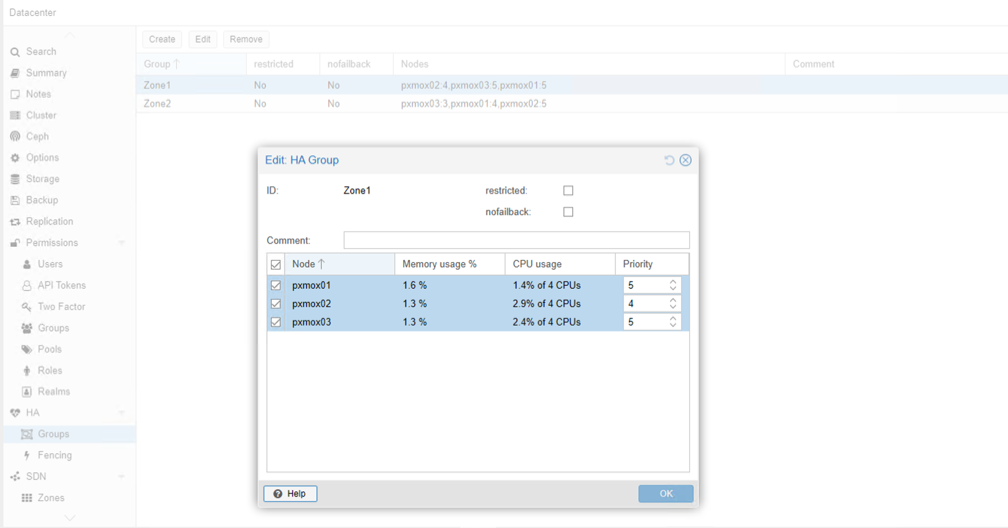 Datacenter
Search
Summary
Notes
Cluster
Ceph
Options
Storage
Backup
Replication
Permissions
Users
API Tokens
Two Factor
Groups
Pools
Roles
Realms
HA
Groups
Fencing
SDN
Zones
Create Edit Remove
Group ↑ restricted nofailback Nodes Comment
Zone1 No No pxmox02:4,pxmox03:5,pxmox01:5
Zone2 No No pxmox03:3,pxmox01:4,pxmox02:5
Edit: HA Group
ID: Zone1 restricted:
nofailback:
Comment:
Node ↑ Memory usage % CPU usage Priority
pxmox01 1.6 % 1.4% of 4 CPUs 5
pxmox02 1.3 % 2.9% of 4 CPUs 4
pxmox03 1.3 % 2.4% of 4 CPUs 5
? Help OK